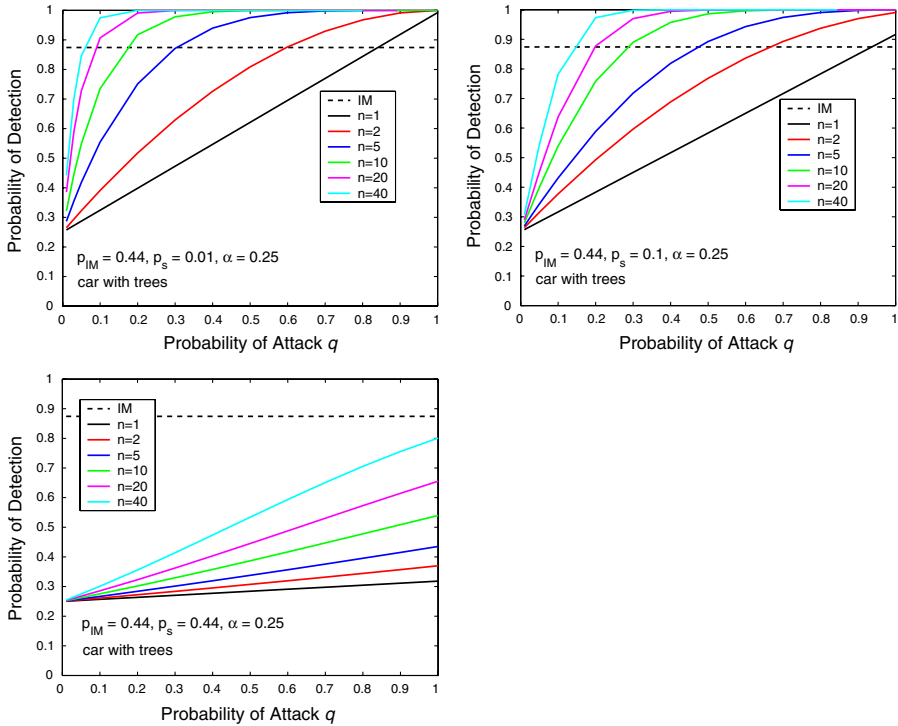 1
0.9
0.8
0.7
0.6
0.5
0.4
0.3
0.2
0.1
0
Probability of Detection
IM
n=1
n=2
n=5
n=10
n=20
n=40
p_IM = 0.44, p_s = 0.01, α = 0.25
car with trees
0 0.1 0.2 0.3 0.4 0.5 0.6 0.7 0.8 0.9 1
Probability of Attack q
1
0.9
0.8
0.7
0.6
0.5
0.4
0.3
0.2
0.1
0
Probability of Detection
IM
n=1
n=2
n=5
n=10
n=20
n=40
p_IM = 0.44, p_s = 0.1, α = 0.25
car with trees
0 0.1 0.2 0.3 0.4 0.5 0.6 0.7 0.8 0.9 1
Probability of Attack q
1
0.9
0.8
0.7
0.6
0.5
0.4
0.3
0.2
0.1
0
Probability of Detection
IM
n=1
n=2
n=5
n=10
n=20
n=40
p_IM = 0.44, p_s = 0.44, α = 0.25
car with trees
0 0.1 0.2 0.3 0.4 0.5 0.6 0.7 0.8 0.9 1
Probability of Attack q